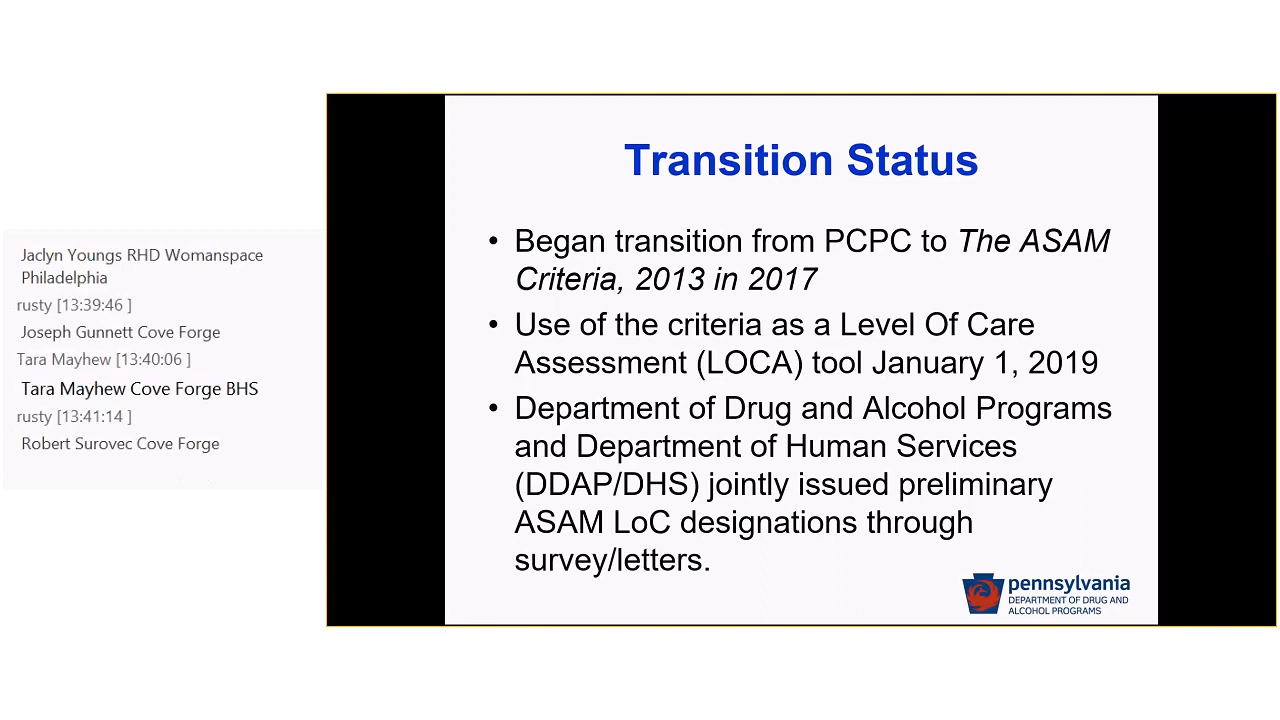 Jaclyn Youngs RHD Womanspace
Philadelphia
rusty [13:39:46 ]
Joseph Gunnett Cove Forge
Tara Mayhew [13:40:06 ]
Tara Mayhew Cove Forge BHS
rusty [13:41:14 ]
Robert Surovec Cove Forge
Transition Status
• Began transition from PCPC to The ASAM
Criteria, 2013 in 2017
• Use of the criteria as a Level Of Care
Assessment (LOCA) tool January 1, 2019
• Department of Drug and Alcohol Programs
and Department of Human Services
(DDAP/DHS) jointly issued preliminary
ASAM LoC designations through
survey/letters.
pennsylvania
DEPARTMENT OF DRUG AND
ALCOHOL PROGRAMS